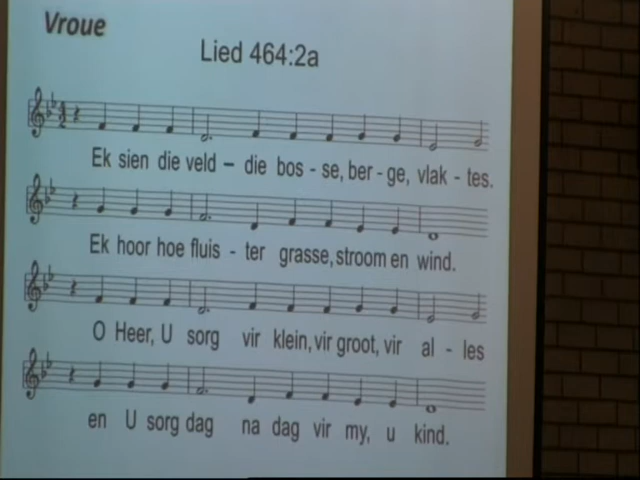 Vroue
Lied 464:2a
Ek sien die veld – die bos - se, ber - ge, vlak - tes.
Ek hoor hoe fluis - ter grasse, stroom en wind.
O Heer, U sorg vir klein, vir groot, vir al - les
en U sorg dag na dag vir my, u kind.